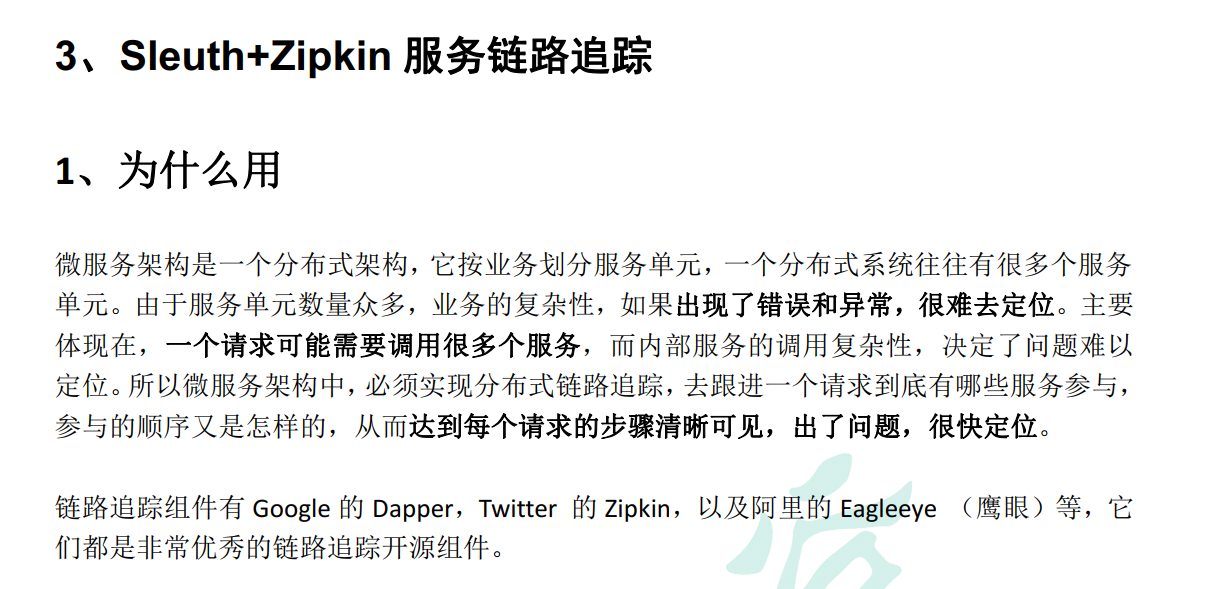 3、Sleuth+Zipkin 服务链路追踪
1、为什么用
微服务架构是一个分布式架构，它按业务划分服务单元，一个分布式系统往往有很多个服务
单元。由于服务单元数量众多，业务的复杂性，如果出现了错误和异常，很难去定位。主要
体现在，一个请求可能需要调用很多个服务，而内部服务的调用复杂性，决定了问题难以
定位。所以微服务架构中，必须实现分布式链路追踪，去跟进一个请求到底有哪些服务参与，
参与的顺序又是怎样的，从而达到每个请求的步骤清晰可见，出了问题，很快定位。
链路追踪组件有 Google 的 Dapper，Twitter 的 Zipkin，以及阿里的 Eagleeye （鹰眼）等，它
们都是非常优秀的链路追踪开源组件。